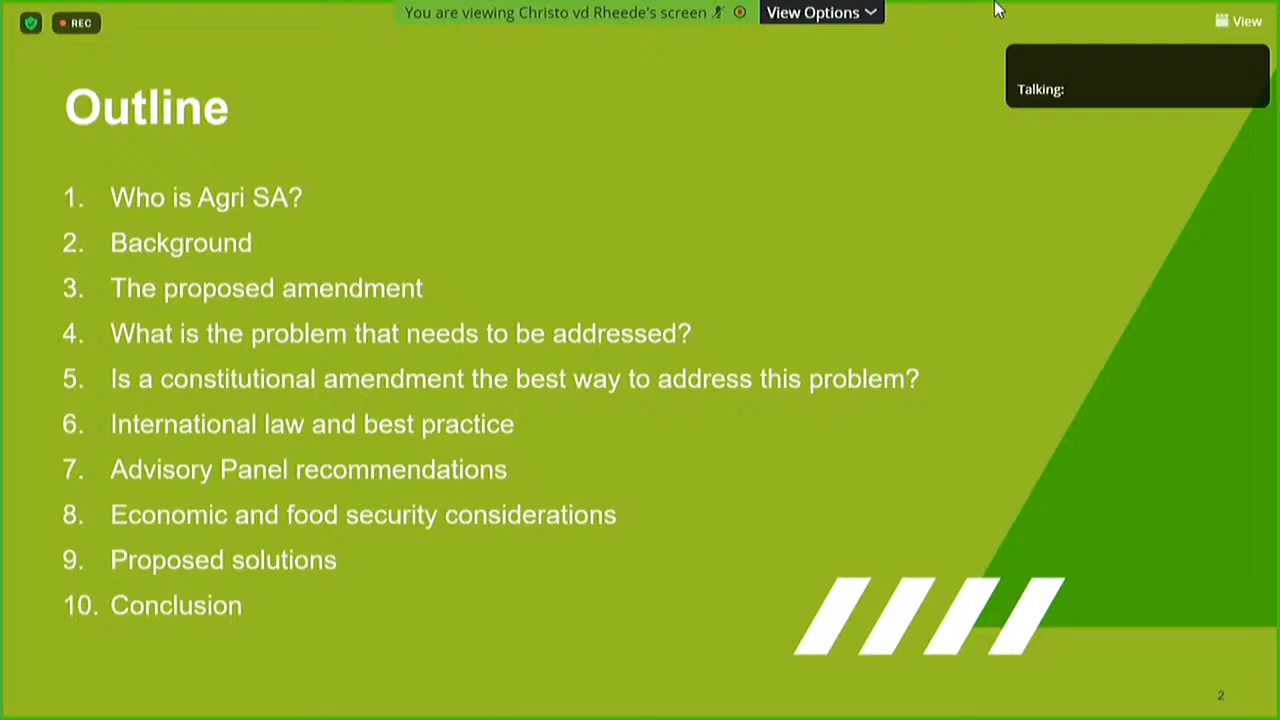 REC
You are viewing Christo vd Rheede's screen
View Options
View
Talking:
Outline
1. Who is Agri SA?
2. Background
3. The proposed amendment
4. What is the problem that needs to be addressed?
5. Is a constitutional amendment the best way to address this problem?
6. International law and best practice
7. Advisory Panel recommendations
8. Economic and food security considerations
9. Proposed solutions
10. Conclusion
2